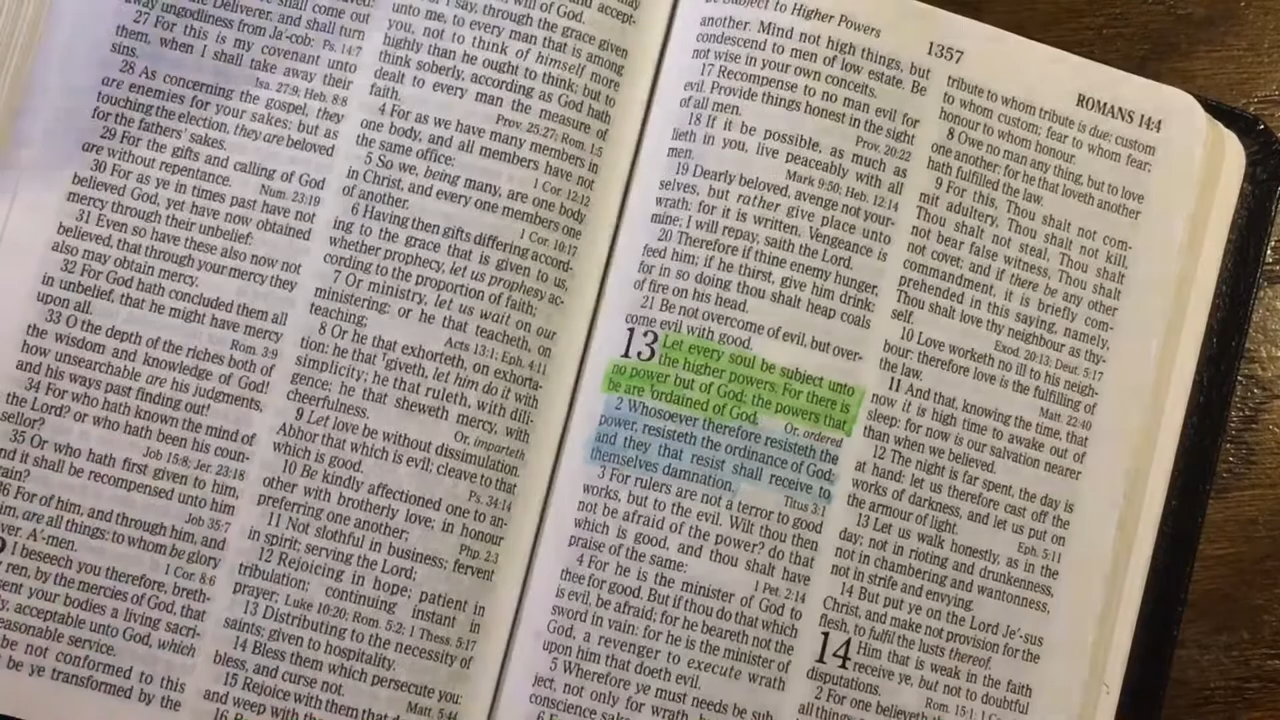 Deliverer, and shall turn
away ungodliness from Ja´-cob:
27 For this is my covenant unto Ps. 14:7
them, when I shall take away their
sins.
Isa. 27:9; Heb. 8:8
28 As concerning the gospel, they
are enemies for your sakes: but as
touching the election, they are beloved
for the fathers' sakes.
29 For the gifts and calling of God
are without repentance.
Num. 23:19
30 For as ye in times past have not
believed God, yet have now obtained
mercy through their unbelief:
31 Even so have these also now not
believed, that through your mercy they
also may obtain mercy.
32 For God hath concluded them all
in unbelief, that he might have mercy
upon all.
Rom. 3:9
33 O the depth of the riches both of
the wisdom and knowledge of God!
how unsearchable are his judgments,
and his ways past finding out!
34 For who hath known the mind of
the Lord? or who hath been his coun-
sellor?
Job 15:8; Jer. 23:18
35 Or who hath first given to him,
and it shall be recompensed unto him
again?
Job 35:7
36 For of him, and through him, and
him, are all things: to whom be glory
ever. A´-men.
1 Cor. 8:6
I beseech you therefore, breth-
ren, by the mercies of God, that
sent your bodies a living sacri-
acceptable unto God, which
easonable service.
be not conformed to this
be ye transformed by the
will of God.
I say, through the grace given
unto me, to every man that is among
you, not to think of himself more
highly than he ought to think; but to
think soberly, according as God hath
dealt to every man the measure of
faith.
Prov. 25:27; Rom. 1:5
4 For as we have many members in
one body, and all members have not
the same office:
1 Cor. 12:12
5 So we, being many, are one body
in Christ, and every one members one
of another.
1 Cor. 10:17
6 Having then gifts differing accord-
ing to the grace that is given to us,
whether prophecy, let us prophesy ac-
cording to the proportion of faith;
7 Or ministry, let us wait on our
ministering: or he that teacheth, on
teaching;
Acts 13:1; Eph. 4:11
8 Or he that exhorteth, on exhorta-
tion: he that giveth, let him do it with
simplicity; he that ruleth, with dili-
gence; he that sheweth mercy, with
cheerfulness.
Or, imparteth
9 Let love be without dissimulation.
Abhor that which is evil; cleave to that
which is good.
Ps. 34:14
10 Be kindly affectioned one to an-
other with brotherly love; in honour
preferring one another;
Php. 2:3
11 Not slothful in business; fervent
in spirit; serving the Lord;
12 Rejoicing in hope; patient in
tribulation; continuing instant in
prayer; Luke 10:20; Rom. 5:2; 1 Thess. 5:17
13 Distributing to the necessity of
saints; given to hospitality.
14 Bless them which persecute you:
bless, and curse not.
Matt. 5:44
15 Rejoice with them that
and weep with
Subject to Higher Powers
1357
ROMANS 14:4
another. Mind not high things, but
condescend to men of low estate. Be
not wise in your own conceits.
17 Recompense to no man evil for
evil. Provide things honest in the sight
of all men.
Prov. 20:22
18 If it be possible, as much as
lieth in you, live peaceably with all
men.
Mark 9:50; Heb. 12:14
19 Dearly beloved, avenge not your-
selves, but rather give place unto
wrath: for it is written, Vengeance is
mine; I will repay, saith the Lord.
20 Therefore if thine enemy hunger,
feed him; if he thirst, give him drink:
for in so doing thou shalt heap coals
of fire on his head.
21 Be not overcome of evil, but over-
come evil with good.
13 Let every soul be subject unto
the higher powers. For there is
no power but of God: the powers that
be are ordained of God. Or, ordered
2 Whosoever therefore resisteth the
power, resisteth the ordinance of God:
and they that resist shall receive to
themselves damnation.
Titus 3:1
3 For rulers are not a terror to good
works, but to the evil. Wilt thou then
not be afraid of the power? do that
which is good, and thou shalt have
praise of the same:
1 Pet. 2:14
4 For he is the minister of God to
thee for good. But if thou do that which
is evil, be afraid; for he beareth not the
sword in vain: for he is the minister of
God, a revenger to execute wrath
upon him that doeth evil.
5 Wherefore ye must needs be sub-
ject, not only for wrath, but
conscience sake.
tribute to whom tribute is due; custom
to whom custom; fear to whom fear;
honour to whom honour.
8 Owe no man any thing, but to love
one another: for he that loveth another
hath fulfilled the law.
9 For this, Thou shalt not com-
mit adultery, Thou shalt not kill,
Thou shalt not steal, Thou shalt
not bear false witness, Thou shalt
not covet; and if there be any other
commandment, it is briefly com-
prehended in this saying, namely,
Thou shalt love thy neighbour as thy-
self.
Exod. 20:13; Deut. 5:17
10 Love worketh no ill to his neigh-
bour: therefore love is the fulfilling of
the law.
Matt. 22:40
11 And that, knowing the time, that
now it is high time to awake out of
sleep: for now is our salvation nearer
than when we believed.
12 The night is far spent, the day is
at hand: let us therefore cast off the
works of darkness, and let us put on
the armour of light.
Eph. 5:11
13 Let us walk honestly, as in the
day; not in rioting and drunkenness,
not in chambering and wantonness,
not in strife and envying.
14 But put ye on the Lord Je´-sus
Christ, and make not provision for the
flesh, to fulfil the lusts thereof.
14 Him that is weak in the faith
receive ye, but not to doubtful
disputations.
Rom. 15:1; 1 Cor.
2 For one believeth
all things